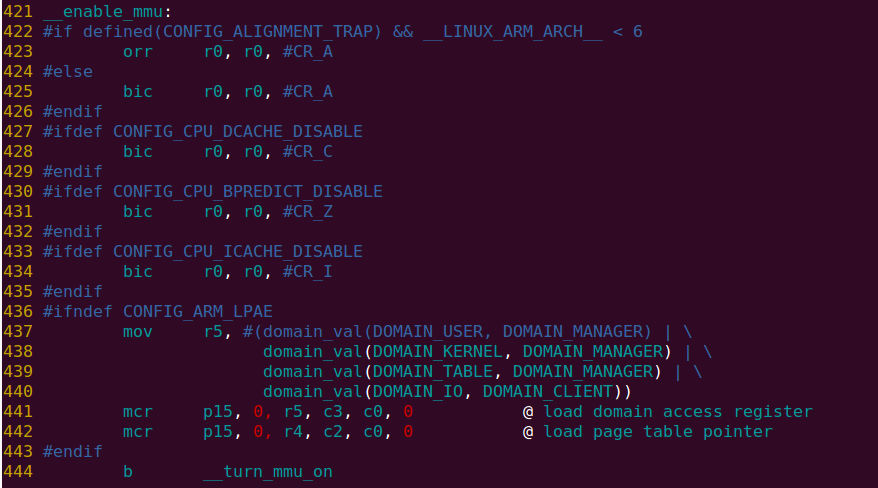 421 __enable_mmu:
422 #if defined(CONFIG_ALIGNMENT_TRAP) && __LINUX_ARM_ARCH__ < 6
423         orr     r0, r0, #CR_A
424 #else
425         bic     r0, r0, #CR_A
426 #endif
427 #ifdef CONFIG_CPU_DCACHE_DISABLE
428         bic     r0, r0, #CR_C
429 #endif
430 #ifdef CONFIG_CPU_BPREDICT_DISABLE
431         bic     r0, r0, #CR_Z
432 #endif
433 #ifdef CONFIG_CPU_ICACHE_DISABLE
434         bic     r0, r0, #CR_I
435 #endif
436 #ifndef CONFIG_ARM_LPAE
437         mov     r5, #(domain_val(DOMAIN_USER, DOMAIN_MANAGER) | \
438                       domain_val(DOMAIN_KERNEL, DOMAIN_MANAGER) | \
439                       domain_val(DOMAIN_TABLE, DOMAIN_MANAGER) | \
440                       domain_val(DOMAIN_IO, DOMAIN_CLIENT))
441         mcr     p15, 0, r5, c3, c0, 0           @ load domain access register
442         mcr     p15, 0, r4, c2, c0, 0           @ load page table pointer
443 #endif
444         b       __turn_mmu_on